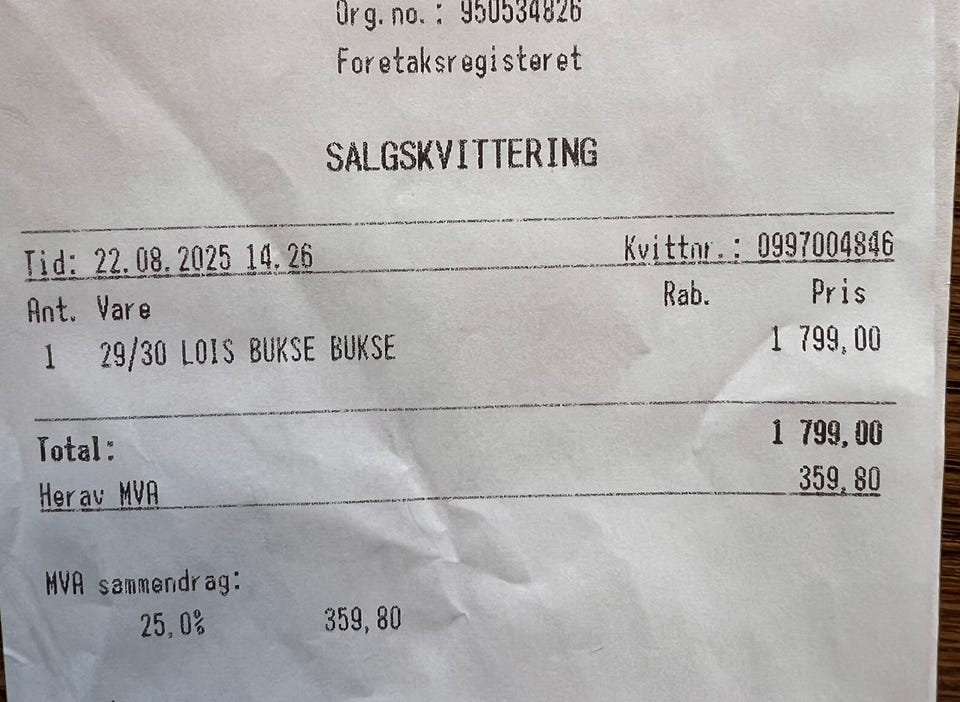 Org.no.: 950534826
Foretaksregisteret
SALGSKVITTERING
Tid: 22.08.2025 14.26 Kvittnr.: 0997004846
Ant. Vare Rab. Pris
1 29/30 LOIS BUKSE BUKSE 1 799,00
Total: 1 799,00
Herav MVA 359,80
MVA sammendrag:
25,0% 359,80